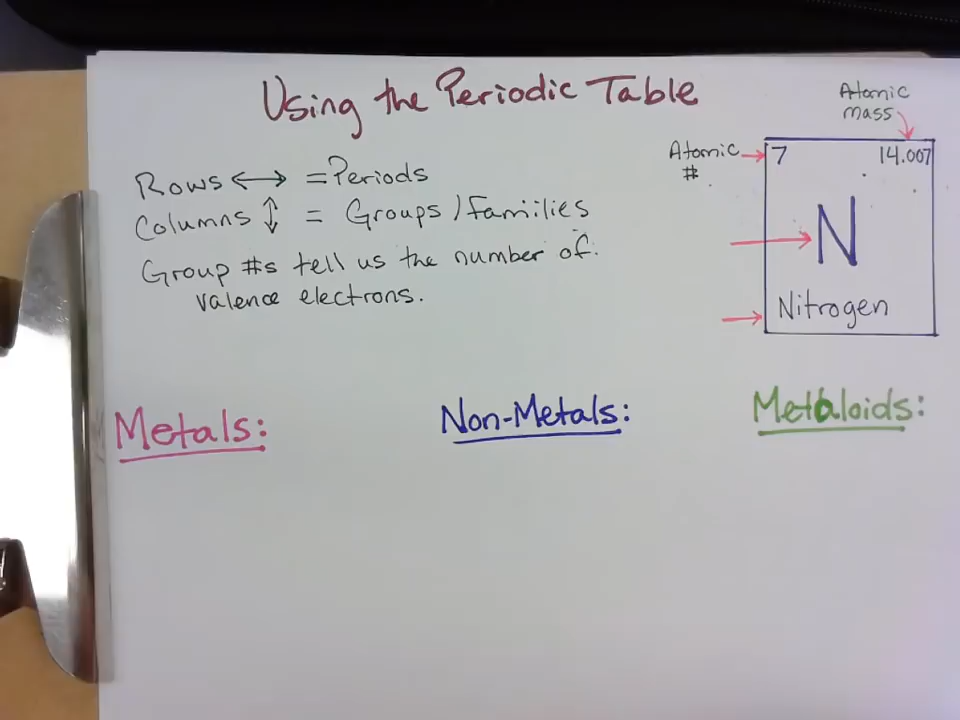 Using the Periodic Table
Rows ↔ = Periods
Columns ↕ = Groups / Families
Group #s tell us the number of
valence electrons.
Atomic
mass
Atomic
#
7 14.007
N
Nitrogen
Metals:
Non-Metals:
Metaloids: